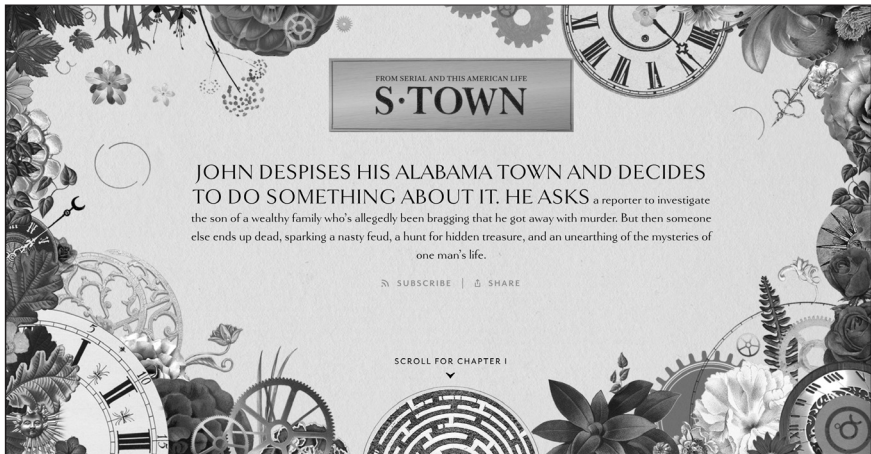 FROM SERIAL AND THIS AMERICAN LIFE
S·TOWN
JOHN DESPISES HIS ALABAMA TOWN AND DECIDES
TO DO SOMETHING ABOUT IT. HE ASKS a reporter to investigate
the son of a wealthy family who's allegedly been bragging that he got away with murder. But then someone
else ends up dead, sparking a nasty feud, a hunt for hidden treasure, and an unearthing of the mysteries of
one man's life.
SUBSCRIBE | SHARE
SCROLL FOR CHAPTER I